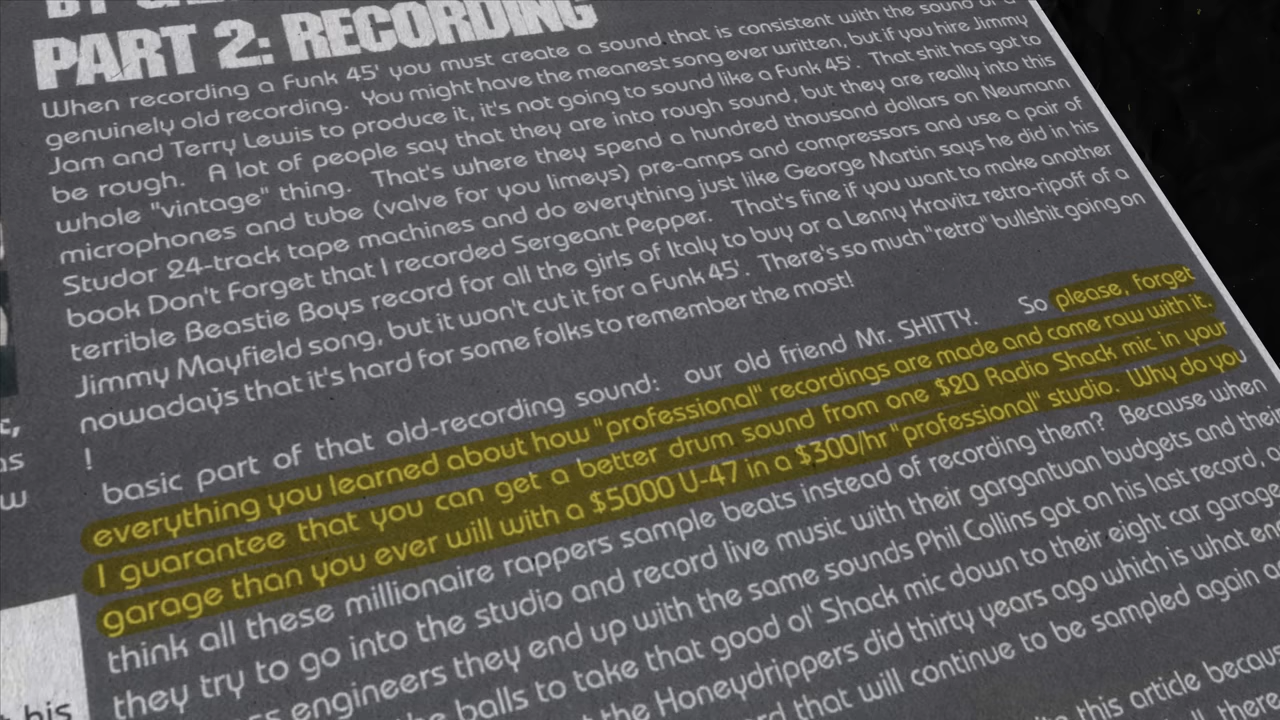 PART 2: RECORDING
When recording a Funk 45' you must create a sound that is consistent with the sound of a
genuinely old recording. You might have the meanest song ever written, but if you hire Jimmy
Jam and Terry Lewis to produce it, it's not going to sound like a Funk 45'. That shit has got to
be rough. A lot of people say that they are into rough sound, but they are really into this
whole "vintage" thing. That's where they spend a hundred thousand dollars on Neumann
microphones and tube (valve for you limeys) pre-amps and compressors and use a pair of
Studor 24-track tape machines and do everything just like George Martin says he did in his
book Don't Forget that I recorded Sergeant Pepper. That's fine if you want to make another
terrible Beastie Boys record for all the girls of Italy to buy or a Lenny Kravitz retro-ripoff of a
Jimmy Mayfield song, but it won't cut it for a Funk 45'. There's so much "retro" bullshit going on
nowadays that it's hard for some folks to remember the most!
!
basic part of that old-recording sound: our old friend Mr. SHITTY. So please, forget
everything you learned about how "professional" recordings are made and come raw with it.
I guarantee that you can get a better drum sound from one $20 Radio Shack mic in your
garage than you ever will with a $5000 U-47 in a $300/hr "professional" studio. Why do you
think all these millionaire rappers sample beats instead of recording them? Because when
they try to go into the studio and record live music with their gargantuan budgets and their
engineers they end up with the same sounds Phil Collins got on his last record, a
balls to take that good ol' Shack mic down to their eight car garage
the Honeydrippers did thirty years ago which is what en
that will continue to be sampled again a
this article becaus
his